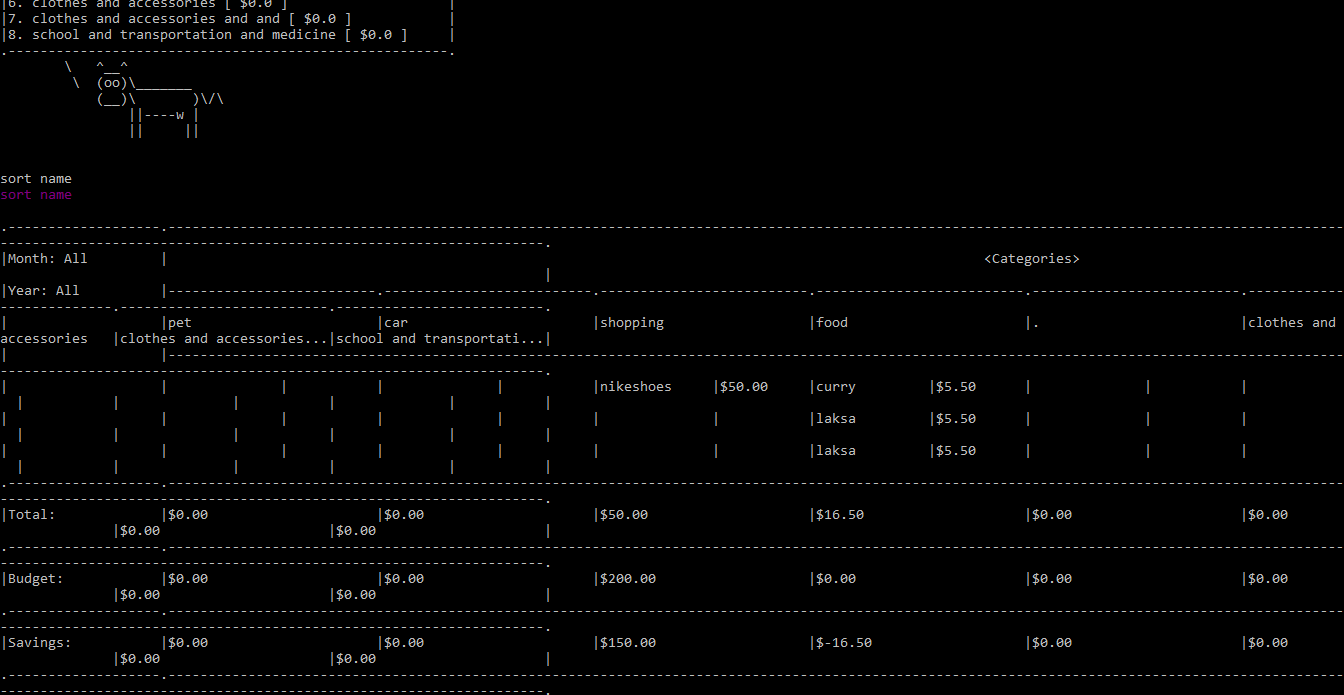 |6. clothes and accessories [ $0.0 ] |
|7. clothes and accessories and and [ $0.0 ] |
|8. school and transportation and medicine [ $0.0 ] |
.-------------------------------------------------------.
\ ^__^
\ (oo)\_______
(__)\ )\/\
||----w |
|| ||
sort name
sort name
|Month: All | <Categories>
|
|Year: All |
| |pet |car |shopping |food |. |clothes and
accessories |clothes and accessories...|school and transportati...|
| | | | | |nikeshoes |$50.00 |curry |$5.50 | | |
| | | | | | |laksa |$5.50 | | |
| | | | | | |laksa |$5.50 | | |
|Total: |$0.00 |$0.00 |$50.00 |$16.50 |$0.00 |$0.00
|$0.00 |$0.00 |
|Budget: |$0.00 |$0.00 |$200.00 |$0.00 |$0.00 |$0.00
|$0.00 |$0.00 |
|Savings: |$0.00 |$0.00 |$150.00 |$-16.50 |$0.00 |$0.00
|$0.00 |$0.00 |